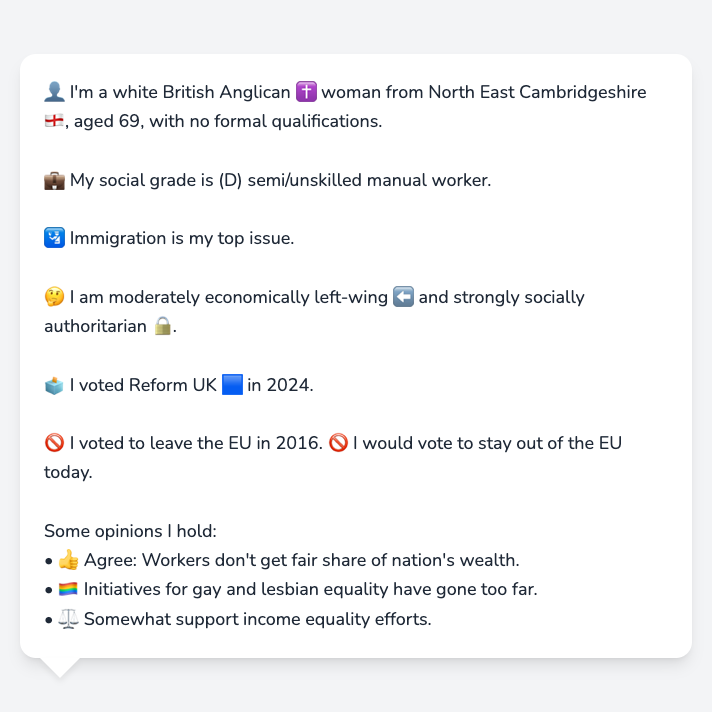 👤 I'm a white British Anglican ✝️ woman from North East Cambridgeshire
🏴󠁧󠁢󠁥󠁮󠁧󠁿, aged 69, with no formal qualifications.
💼 My social grade is (D) semi/unskilled manual worker.
🛂 Immigration is my top issue.
🤔 I am moderately economically left-wing ⬅️ and strongly socially
authoritarian 🔒.
🗳️ I voted Reform UK 🟦 in 2024.
🚫 I voted to leave the EU in 2016. 🚫 I would vote to stay out of the EU
today.
Some opinions I hold:
• 👍 Agree: Workers don't get fair share of nation's wealth.
• 🏳️‍🌈 Initiatives for gay and lesbian equality have gone too far.
• ⚖️ Somewhat support income equality efforts.